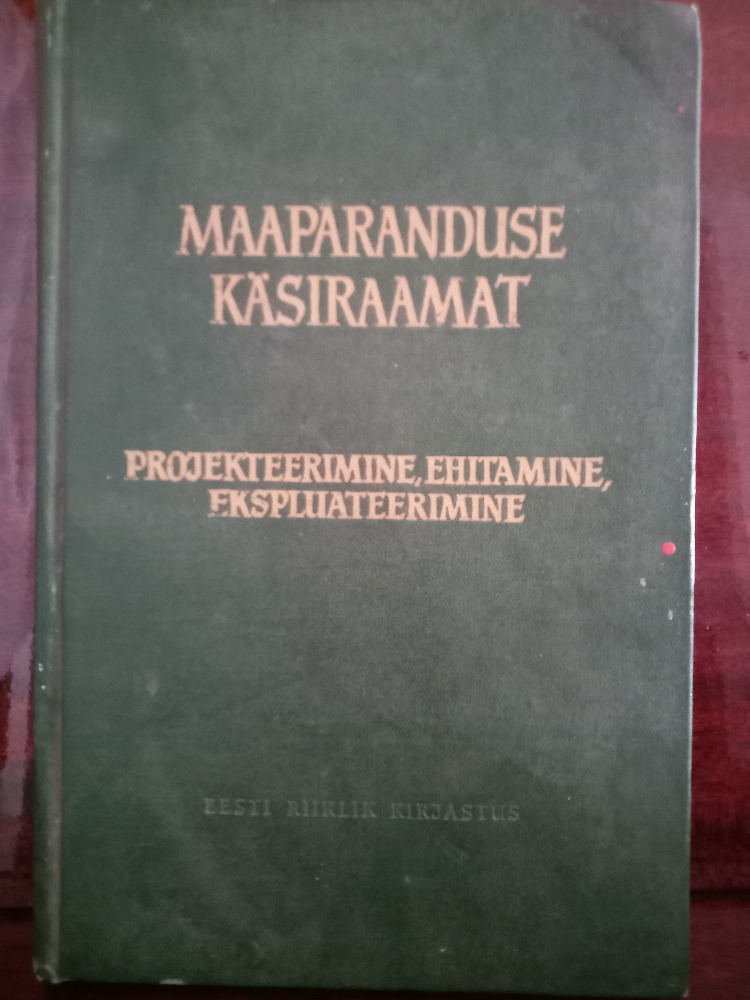 MAAPARANDUSE
KÄSIRAAMAT
PROJEKTEERIMINE, EHITAMINE,
EKSPLUATEERIMINE
EESTI RIIKLIK KIRJASTUS